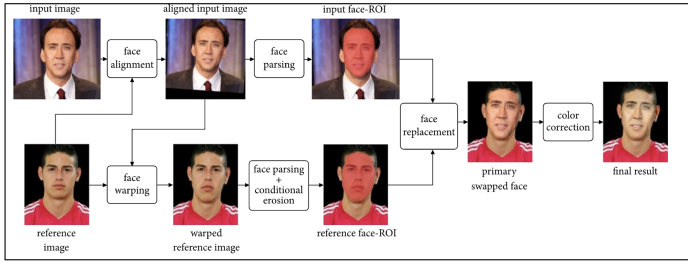 input image
aligned input image
input face-ROI
face
alignment
face
parsing
face
replacement
color
correction
face
warping
face parsing
+
conditional
erosion
primary
swapped face
final result
reference
image
warped
reference image
reference face-ROI